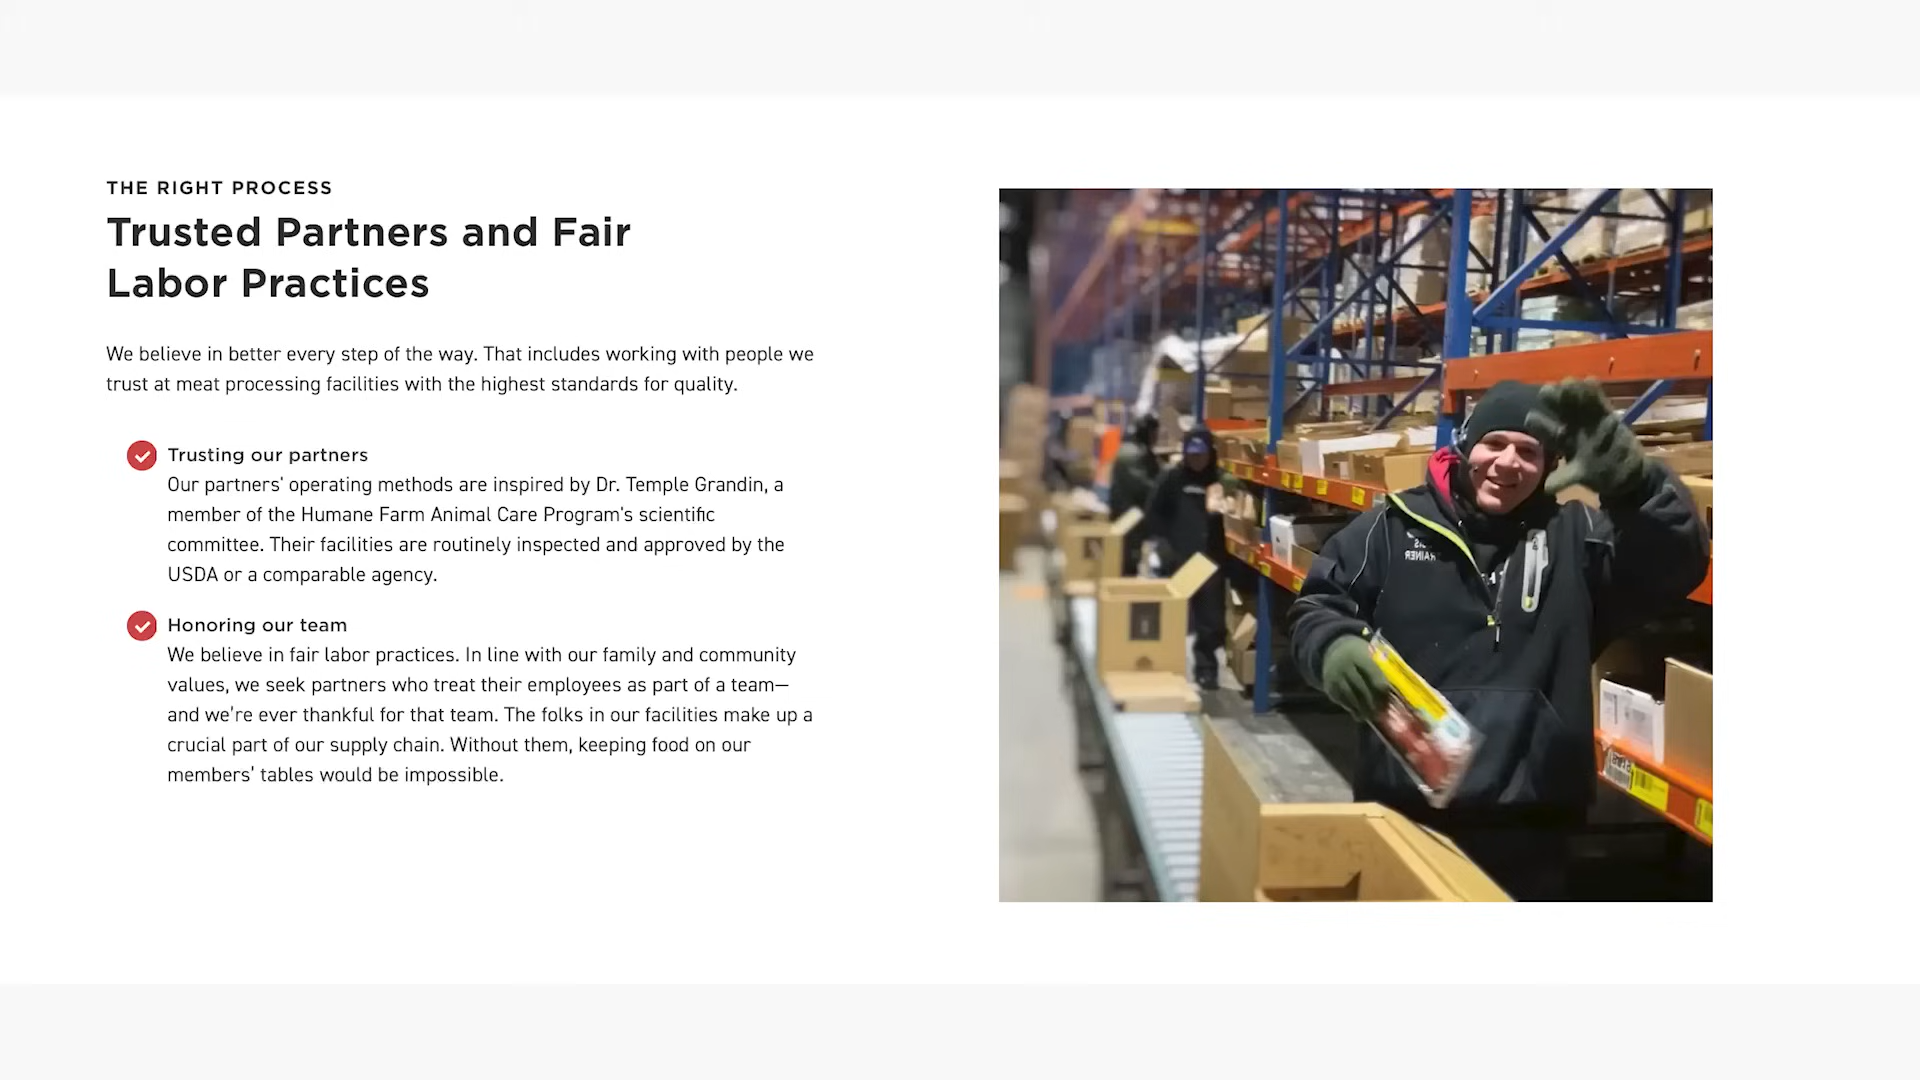 THE RIGHT PROCESS
Trusted Partners and Fair
Labor Practices
We believe in better every step of the way. That includes working with people we
trust at meat processing facilities with the highest standards for quality.
Trusting our partners
Our partners' operating methods are inspired by Dr. Temple Grandin, a
member of the Humane Farm Animal Care Program's scientific
committee. Their facilities are routinely inspected and approved by the
USDA or a comparable agency.
Honoring our team
We believe in fair labor practices. In line with our family and community
values, we seek partners who treat their employees as part of a team—
and we're ever thankful for that team. The folks in our facilities make up a
crucial part of our supply chain. Without them, keeping food on our
members' tables would be impossible.